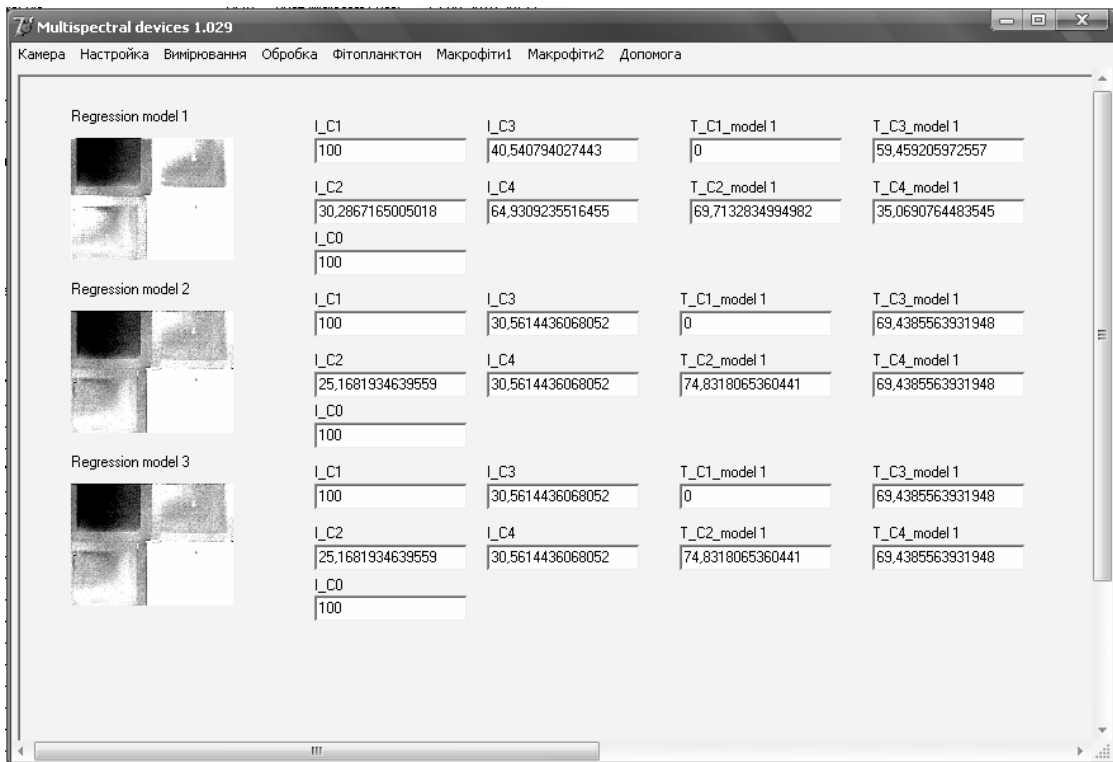 Multispectral devices 1.029
Камера Настройка Вимірювання Обробка Фітопланктон Макрофіти1 Макрофіти2 Допомога
Regression model 1
I_C1 I_C3 T_C1_model 1 T_C3_model 1
100 40,540794027443 0 59,459205972557
I_C2 I_C4 T_C2_model 1 T_C4_model 1
30,2867165005018 64,9309235516455 69,7132834994982 35,0690764483545
I_C0
100
Regression model 2
I_C1 I_C3 T_C1_model 1 T_C3_model 1
100 30,5614436068052 0 69,4385563931948
I_C2 I_C4 T_C2_model 1 T_C4_model 1
25,1681934639559 30,5614436068052 74,8318065360441 69,4385563931948
I_C0
100
Regression model 3
I_C1 I_C3 T_C1_model 1 T_C3_model 1
100 30,5614436068052 0 69,4385563931948
I_C2 I_C4 T_C2_model 1 T_C4_model 1
25,1681934639559 30,5614436068052 74,8318065360441 69,4385563931948
I_C0
100